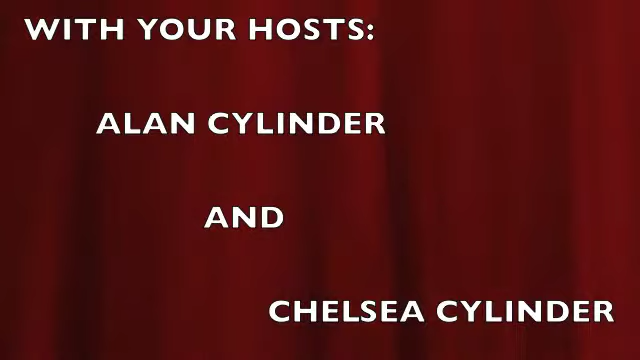 WITH YOUR HOSTS:
ALAN CYLINDER
AND
CHELSEA CYLINDER